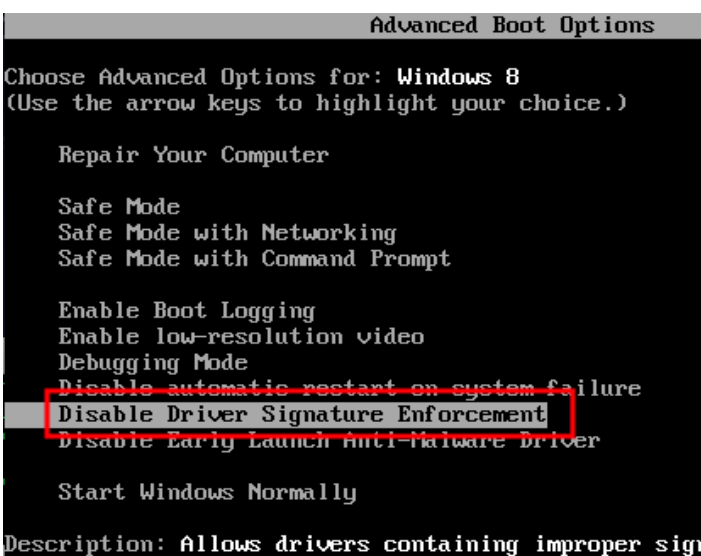 Advanced Boot Options
Choose Advanced Options for: Windows 8
(Use the arrow keys to highlight your choice.)
Repair Your Computer
Safe Mode
Safe Mode with Networking
Safe Mode with Command Prompt
Enable Boot Logging
Enable low-resolution video
Debugging Mode
Disable automatic restart on system failure
Disable Driver Signature Enforcement
Disable Early Launch Anti-Malware Driver
Start Windows Normally
Description: Allows drivers containing improper sig